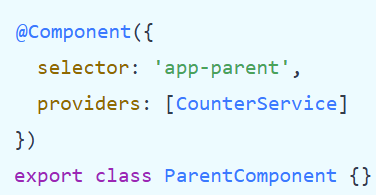 @Component({
  selector: 'app-parent',
  providers: [CounterService]
})
export class ParentComponent {}